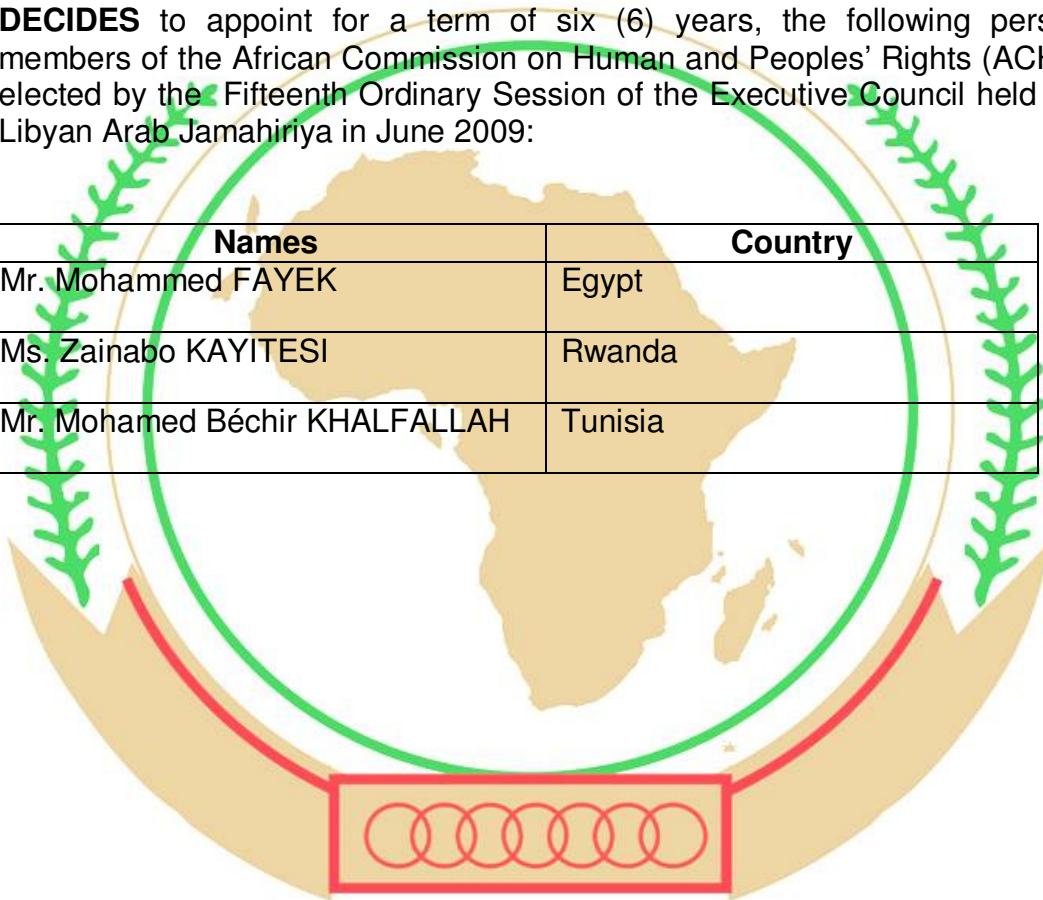 DECIDES to appoint for a term of six (6) years, the following pers
members of the African Commission on Human and Peoples' Rights (ACH
elected by the Fifteenth Ordinary Session of the Executive Council held
Libyan Arab Jamahiriya in June 2009:
Names Country
Mr. Mohammed FAYEK Egypt
Ms. Zainabo KAYITESI Rwanda
Mr. Mohamed Béchir KHALFALLAH Tunisia